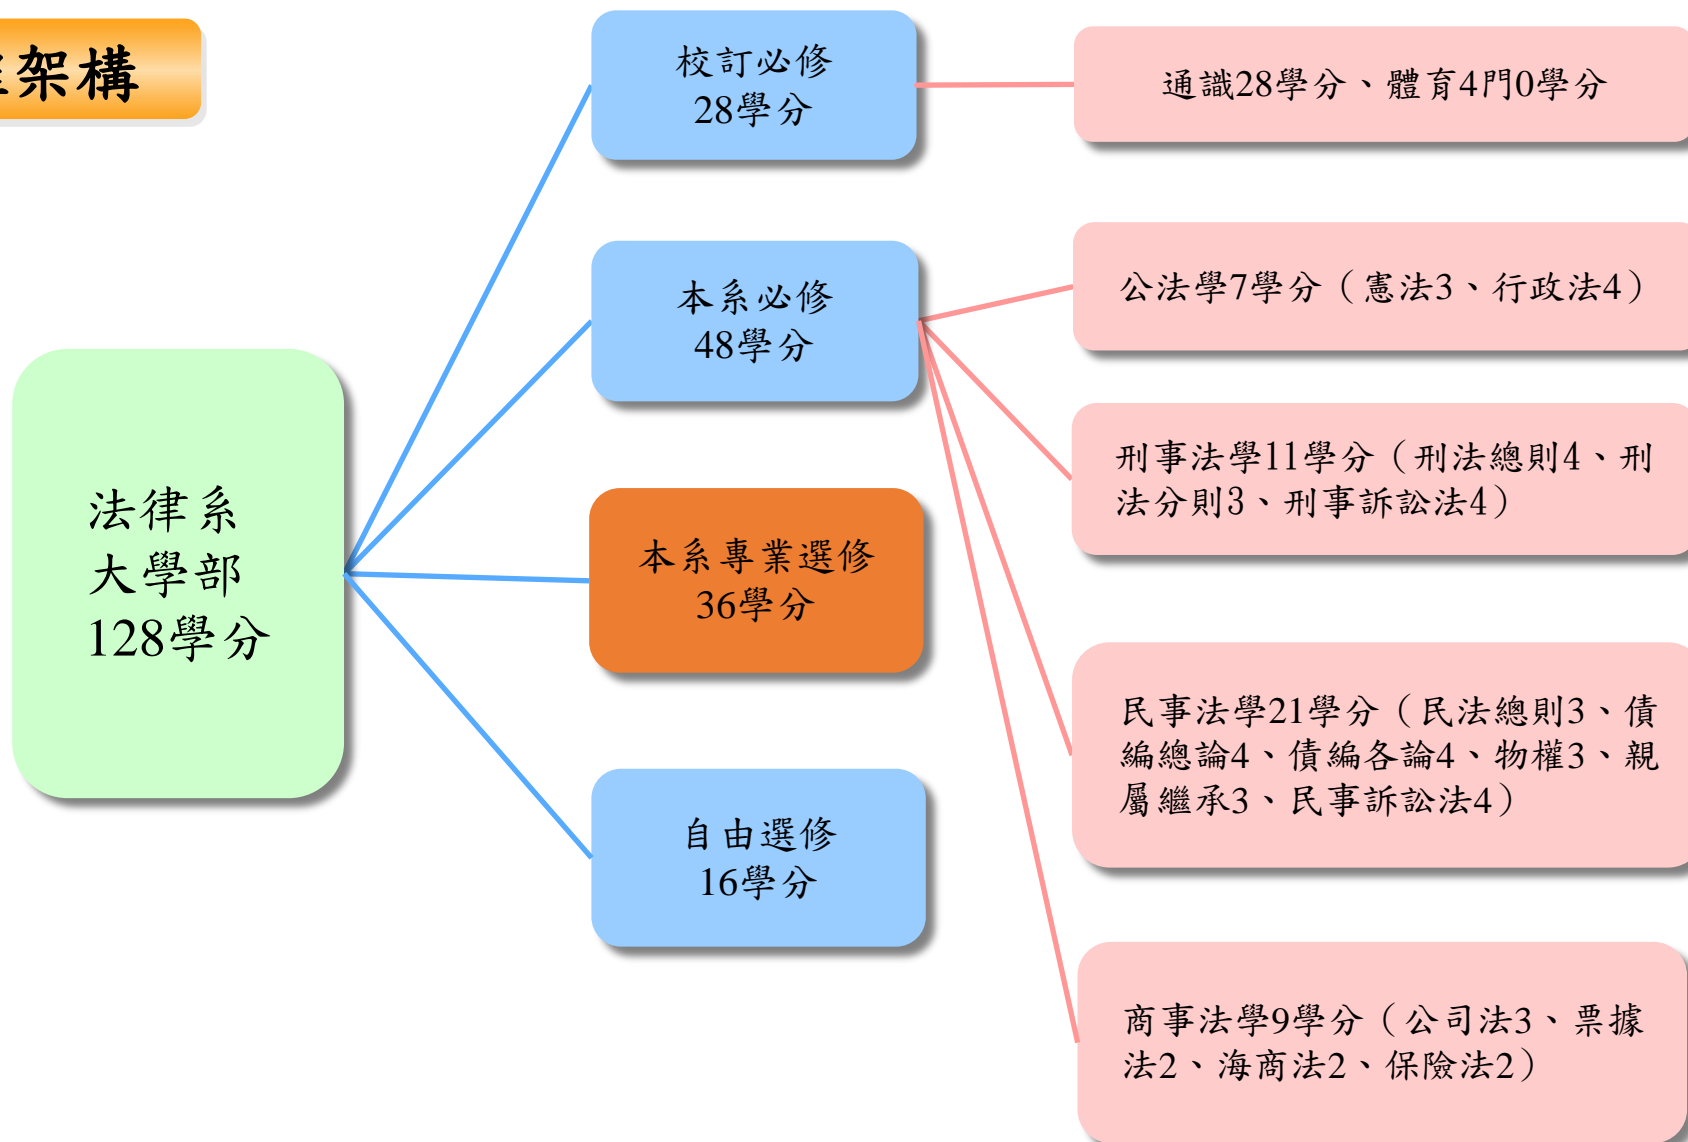 架構
校訂必修
28學分
通識28學分、體育4門0學分
本系必修
48學分
公法學7學分（憲法3、行政法4）
刑事法學11學分（刑法總則4、刑
法分則3、刑事訴訟法4）
法律系
大學部
128學分
本系專業選修
36學分
民事法學21學分（民法總則3、債
編總論4、債編各論4、物權3、親
屬繼承3、民事訴訟法4）
自由選修
16學分
商事法學9學分（公司法3、票據
法2、海商法2、保險法2）